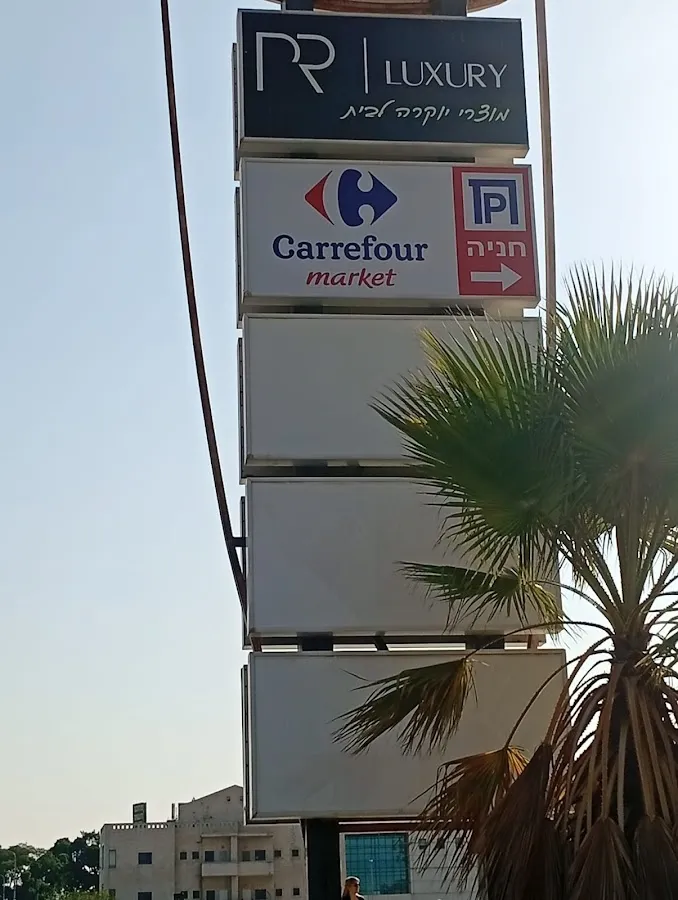 PR | LUXURY
מוצרי יוקרה לבית
Carrefour
market
P
חניה